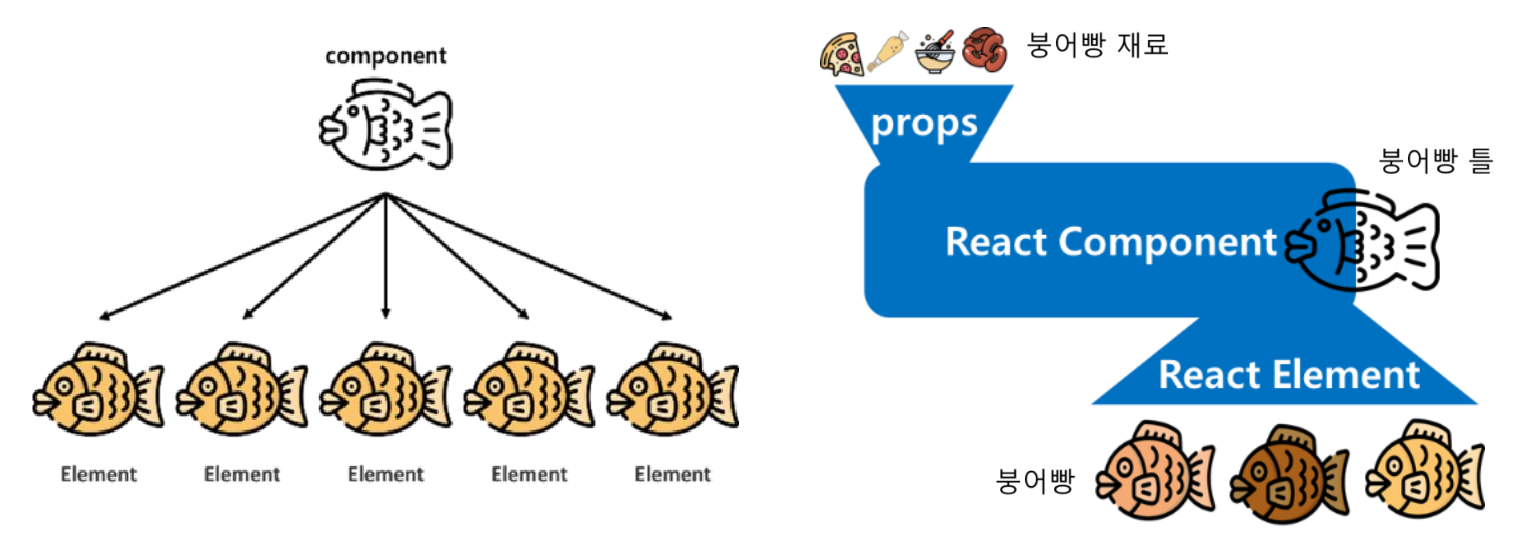 component
Element
Element
Element
Element
Element
붕어빵 재료
props
붕어빵 틀
React Component
React Element
붕어빵